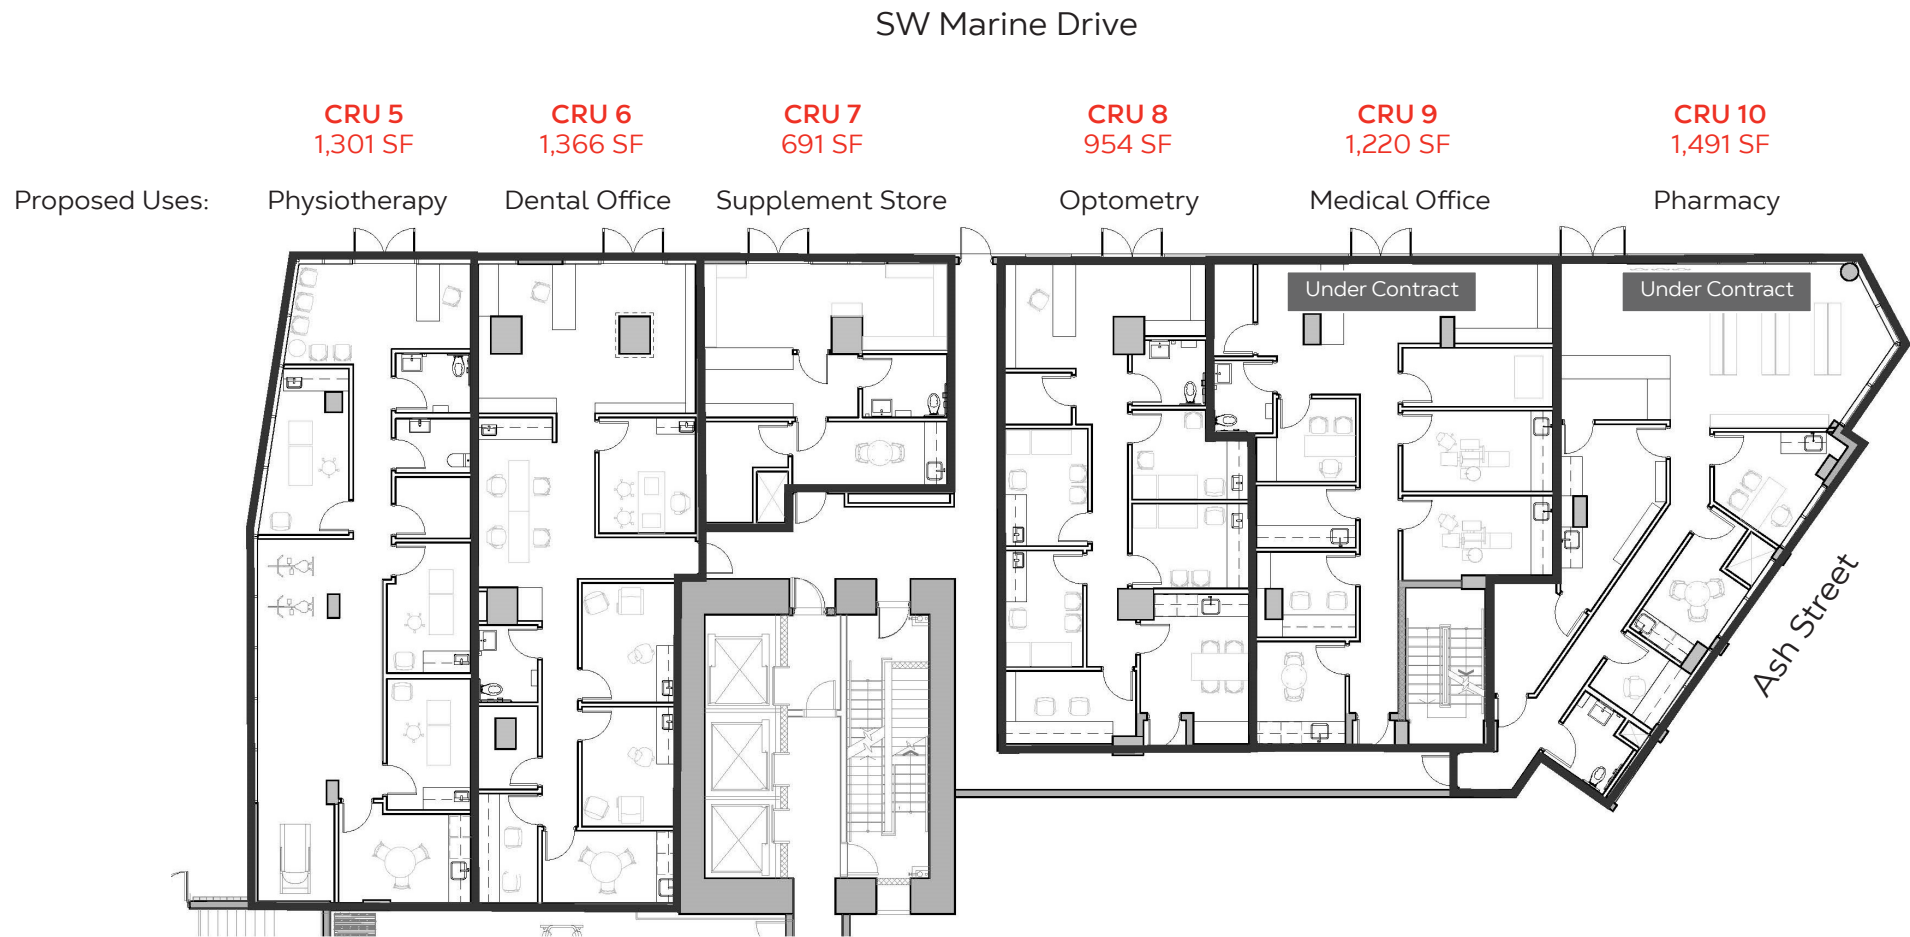 SW Marine Drive
CRU 5
1,301 SF
CRU 6
1,366 SF
CRU 7
691 SF
CRU 8
954 SF
CRU 9
1,220 SF
CRU 10
1,491 SF
Proposed Uses:
Physiotherapy
Dental Office
Supplement Store
Optometry
Medical Office
Pharmacy
Under Contract
Under Contract
Ash Street